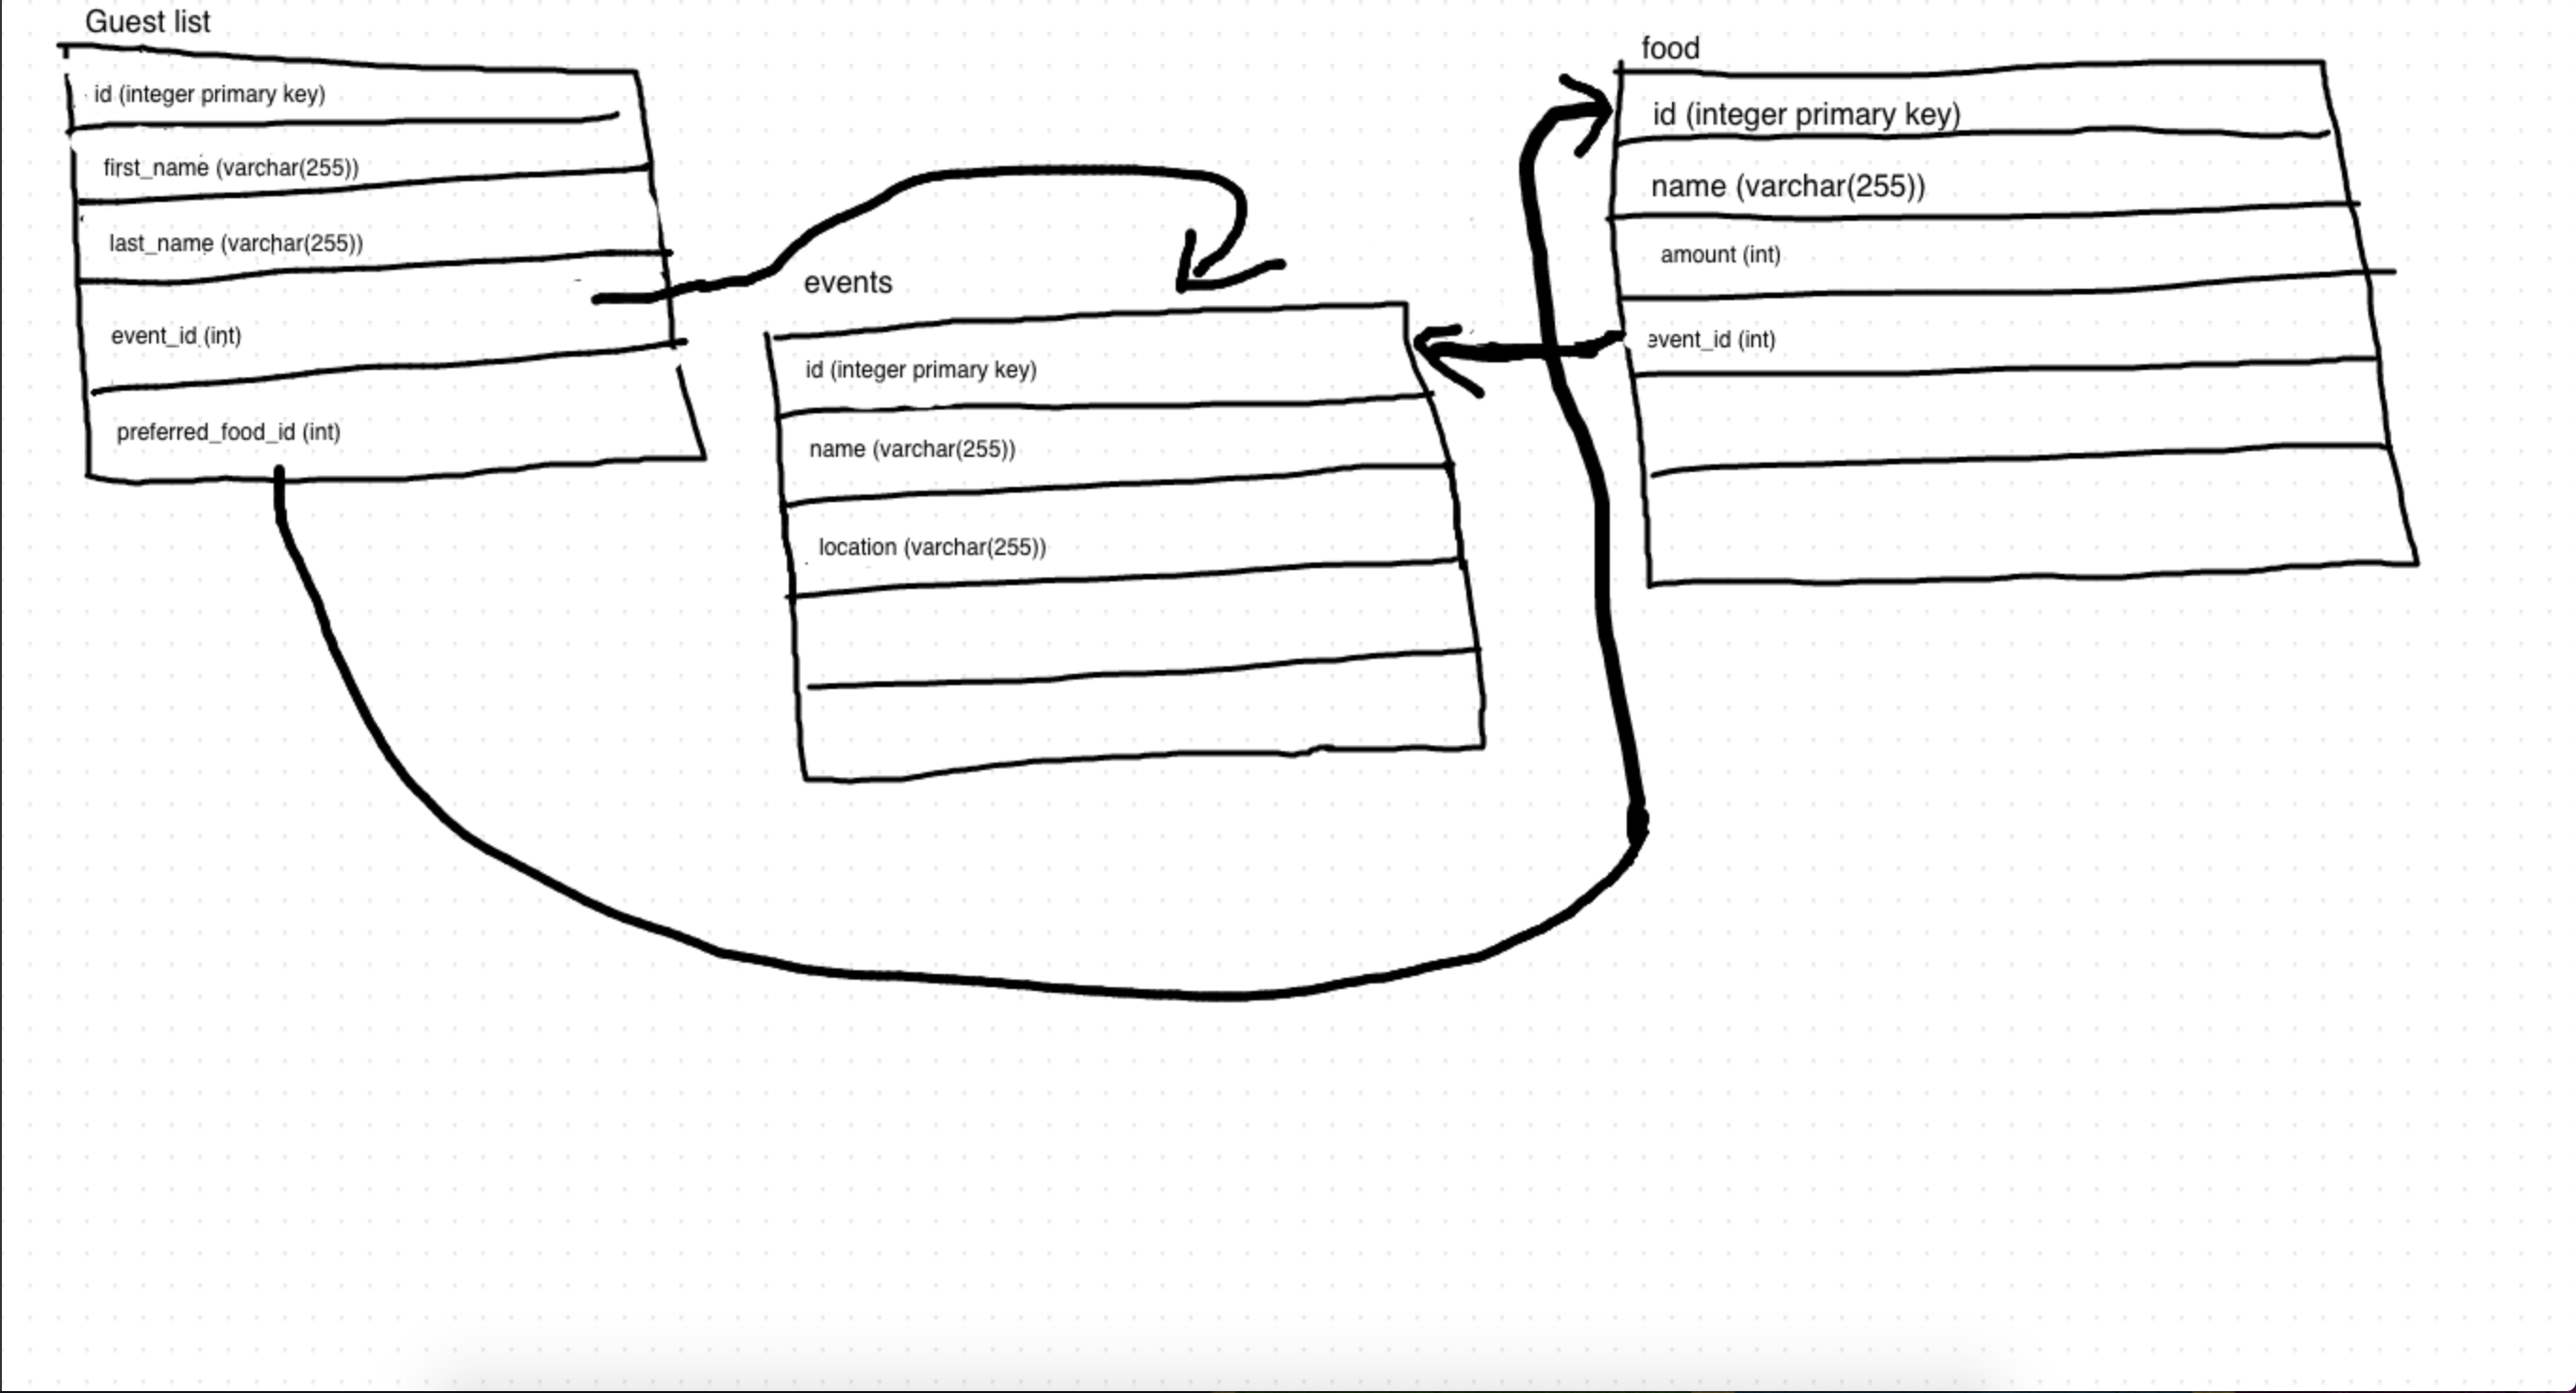 Guest list
id (integer primary key)
first_name (varchar(255))
last_name (varchar(255))
event_id (int)
preferred_food_id (int)
events
id (integer primary key)
name (varchar(255))
location (varchar(255))
food
id (integer primary key)
name (varchar(255))
amount (int)
event_id (int)